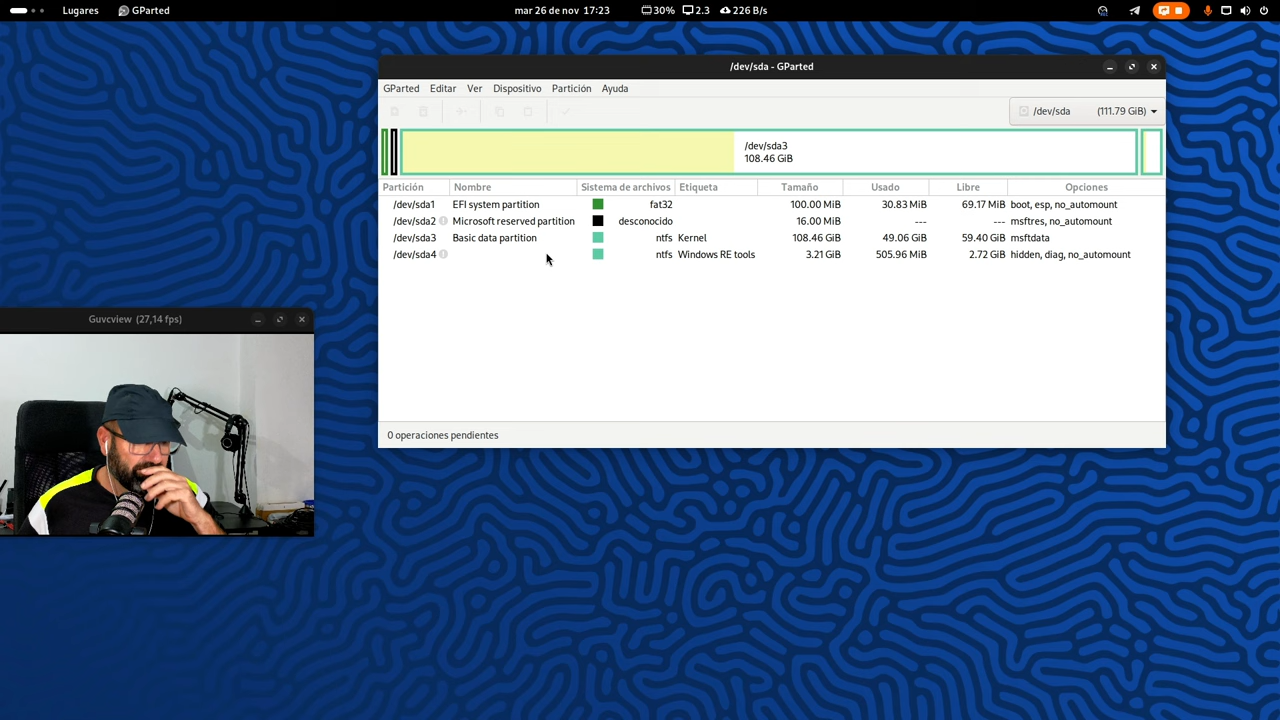 Lugares GParted mar 26 de nov 17:23 30% 2.3 226 B/s
/dev/sda - GParted
GParted Editar Ver Dispositivo Partición Ayuda
/dev/sda (111.79 GiB)
/dev/sda3
108.46 GiB
Partición Nombre Sistema de archivos Etiqueta Tamaño Usado Libre Opciones
/dev/sda1 EFI system partition fat32 100.00 MiB 30.83 MiB 69.17 MiB boot, esp, no_automount
/dev/sda2 Microsoft reserved partition desconocido 16.00 MiB --- --- msftres, no_automount
/dev/sda3 Basic data partition ntfs Kernel 108.46 GiB 49.06 GiB 59.40 GiB msftdata
/dev/sda4 ntfs Windows RE tools 3.21 GiB 505.96 MiB 2.72 GiB hidden, diag, no_automount
0 operaciones pendientes
Guvcview (27,14 fps)